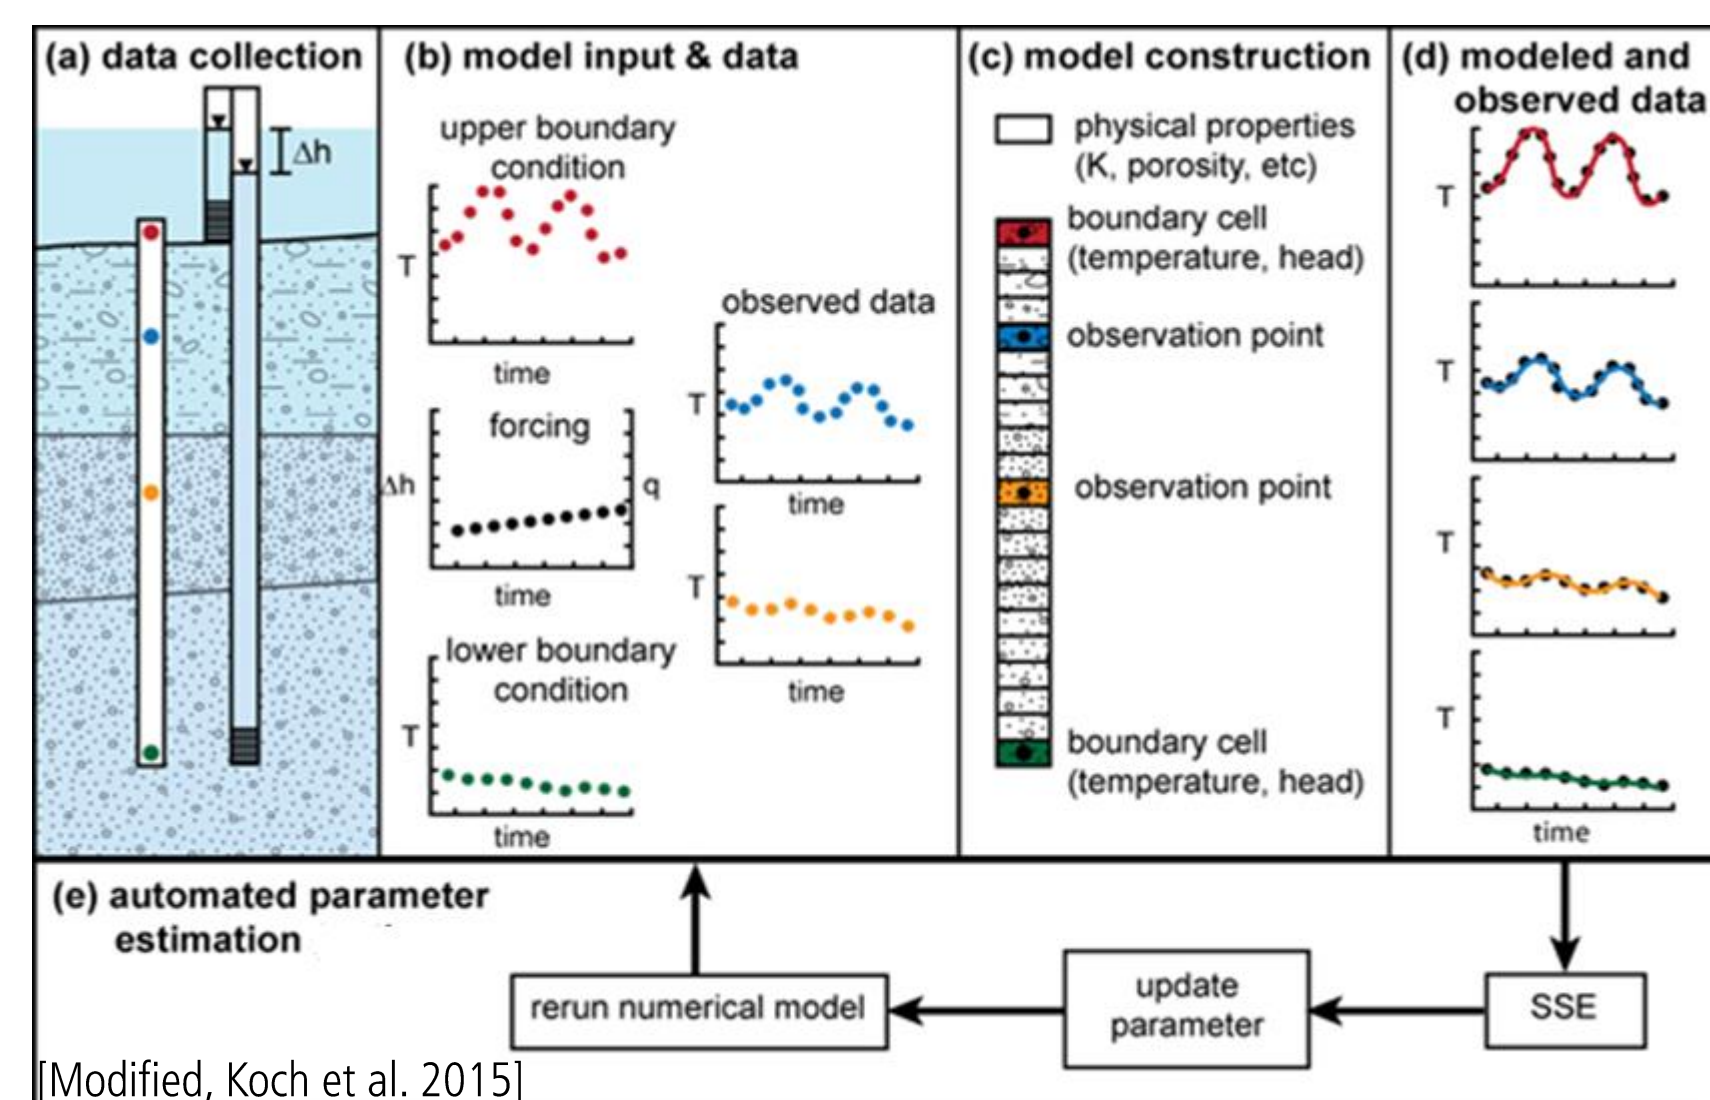 (a) data collection
Δh
(b) model input & data
upper boundary
condition
T
time
forcing
Δh
q
time
lower boundary
condition
T
time
observed data
T
time
T
time
(c) model construction
physical properties
(K, porosity, etc)
boundary cell
(temperature, head)
observation point
observation point
boundary cell
(temperature, head)
(d) modeled and
observed data
T
T
T
T
time
(e) automated parameter
estimation
rerun numerical model
update
parameter
SSE
[Modified, Koch et al. 2015]